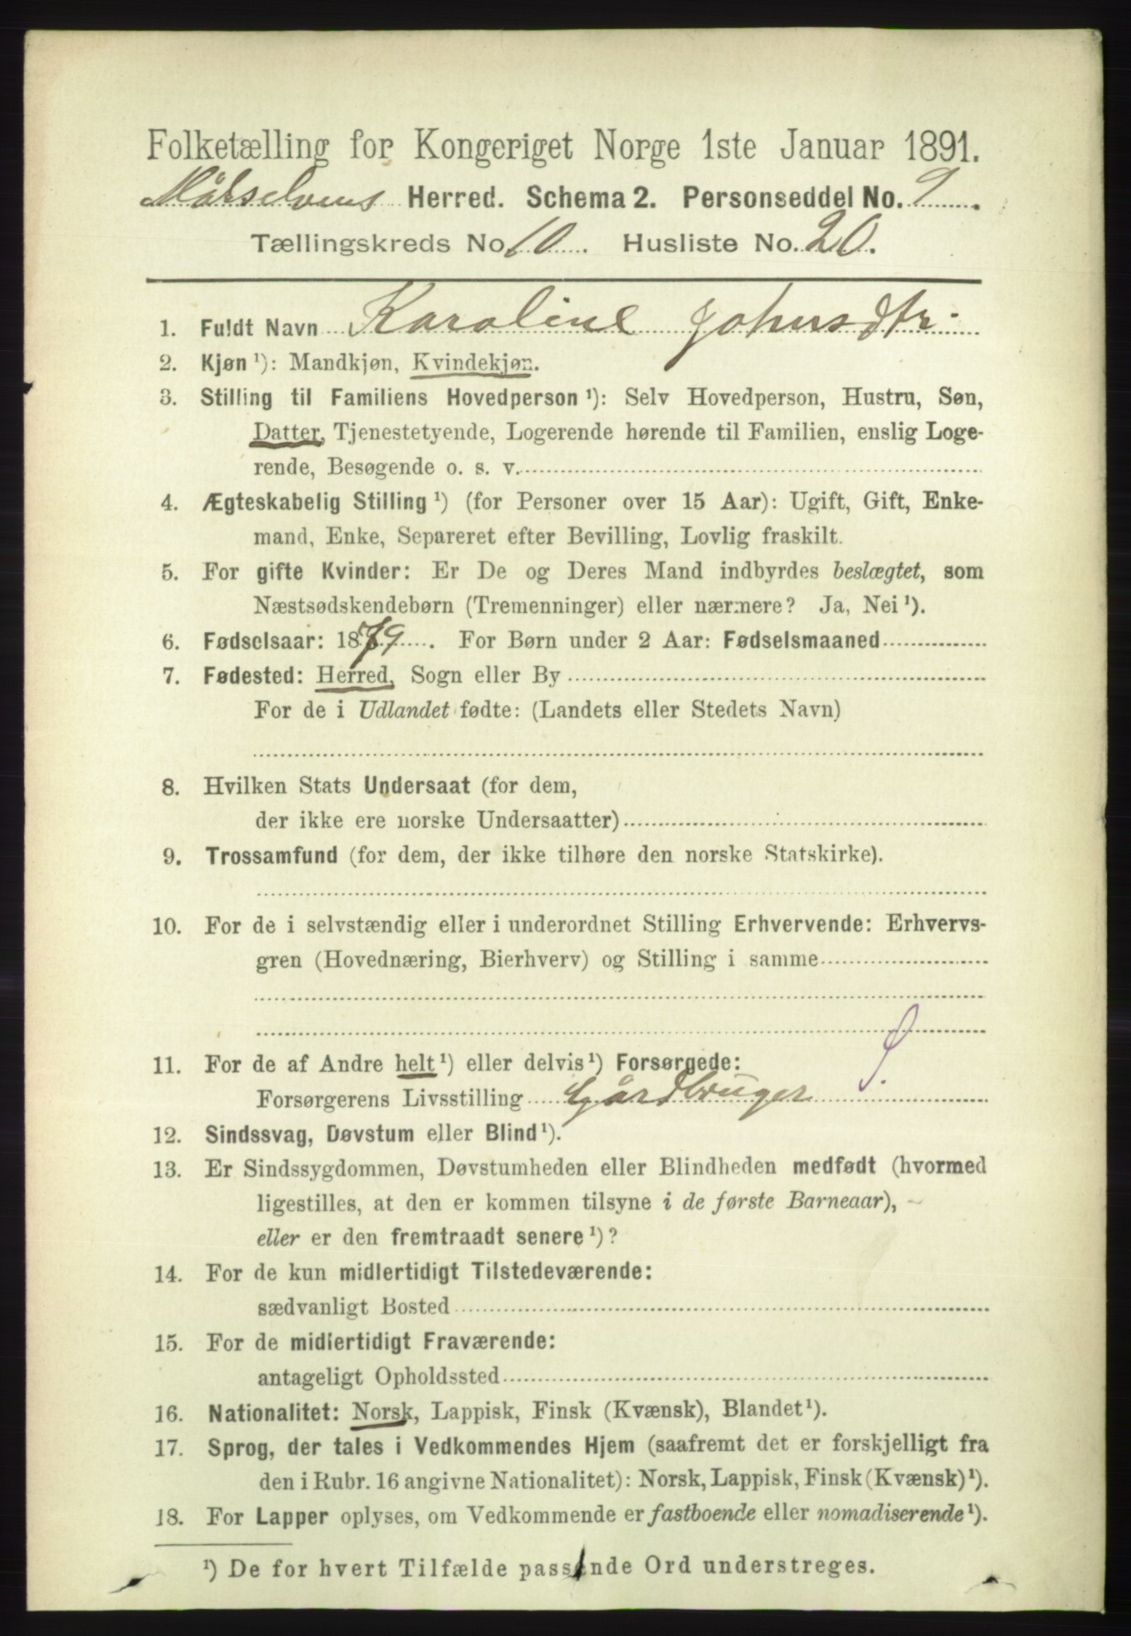 Folketælling for Kongeriget Norge 1ste Januar 1891.
Målselvens Herred. Schema 2. Personseddel No. 9.
Tællingskreds No. 10. Husliste No. 20.
1. Fuldt Navn Karoline Johnsdtr.
2. Kjøn ¹): Mandkjøn, Kvindekjøn.
3. Stilling til Familiens Hovedperson ¹): Selv Hovedperson, Hustru, Søn,
Datter, Tjenestetyende, Logerende hørende til Familien, enslig Loge-
rende, Besøgende o. s. v.
4. Ægteskabelig Stilling ¹) (for Personer over 15 Aar): Ugift, Gift, Enke-
mand, Enke, Separeret efter Bevilling, Lovlig fraskilt.
5. For gifte Kvinder: Er De og Deres Mand indbyrdes beslægtet, som
Næstsødskendebørn (Tremenninger) eller nærmere? Ja, Nei ¹).
6. Fødselsaar: 1879. For Børn under 2 Aar: Fødselsmaaned
7. Fødested: Herred, Sogn eller By
For de i Udlandet fødte: (Landets eller Stedets Navn)
8. Hvilken Stats Undersaat (for dem,
der ikke ere norske Undersaatter)
9. Trossamfund (for dem, der ikke tilhøre den norske Statskirke).
10. For de i selvstændig eller i underordnet Stilling Erhvervende: Erhvervs-
gren (Hovednæring, Bierhverv) og Stilling i samme
11. For de af Andre helt ¹) eller delvis ¹) Forsørgede:
Forsørgerens Livsstilling Gårdbruger
12. Sindssvag, Døvstum eller Blind ¹).
13. Er Sindssygdommen, Døvstumheden eller Blindheden medfødt (hvormed
ligestilles, at den er kommen tilsyne i de første Barneaar),
eller er den fremtraadt senere ¹)?
14. For de kun midlertidigt Tilstedeværende:
sædvanligt Bosted
15. For de midlertidigt Fraværende:
antageligt Opholdssted
16. Nationalitet: Norsk, Lappisk, Finsk (Kvænsk), Blandet ¹).
17. Sprog, der tales i Vedkommendes Hjem (saafremt det er forskjelligt fra
den i Rubr. 16 angivne Nationalitet): Norsk, Lappisk, Finsk (Kvænsk) ¹).
18. For Lapper oplyses, om Vedkommende er fastboende eller nomadiserende ¹).
¹) De for hvert Tilfælde passende Ord understreges.